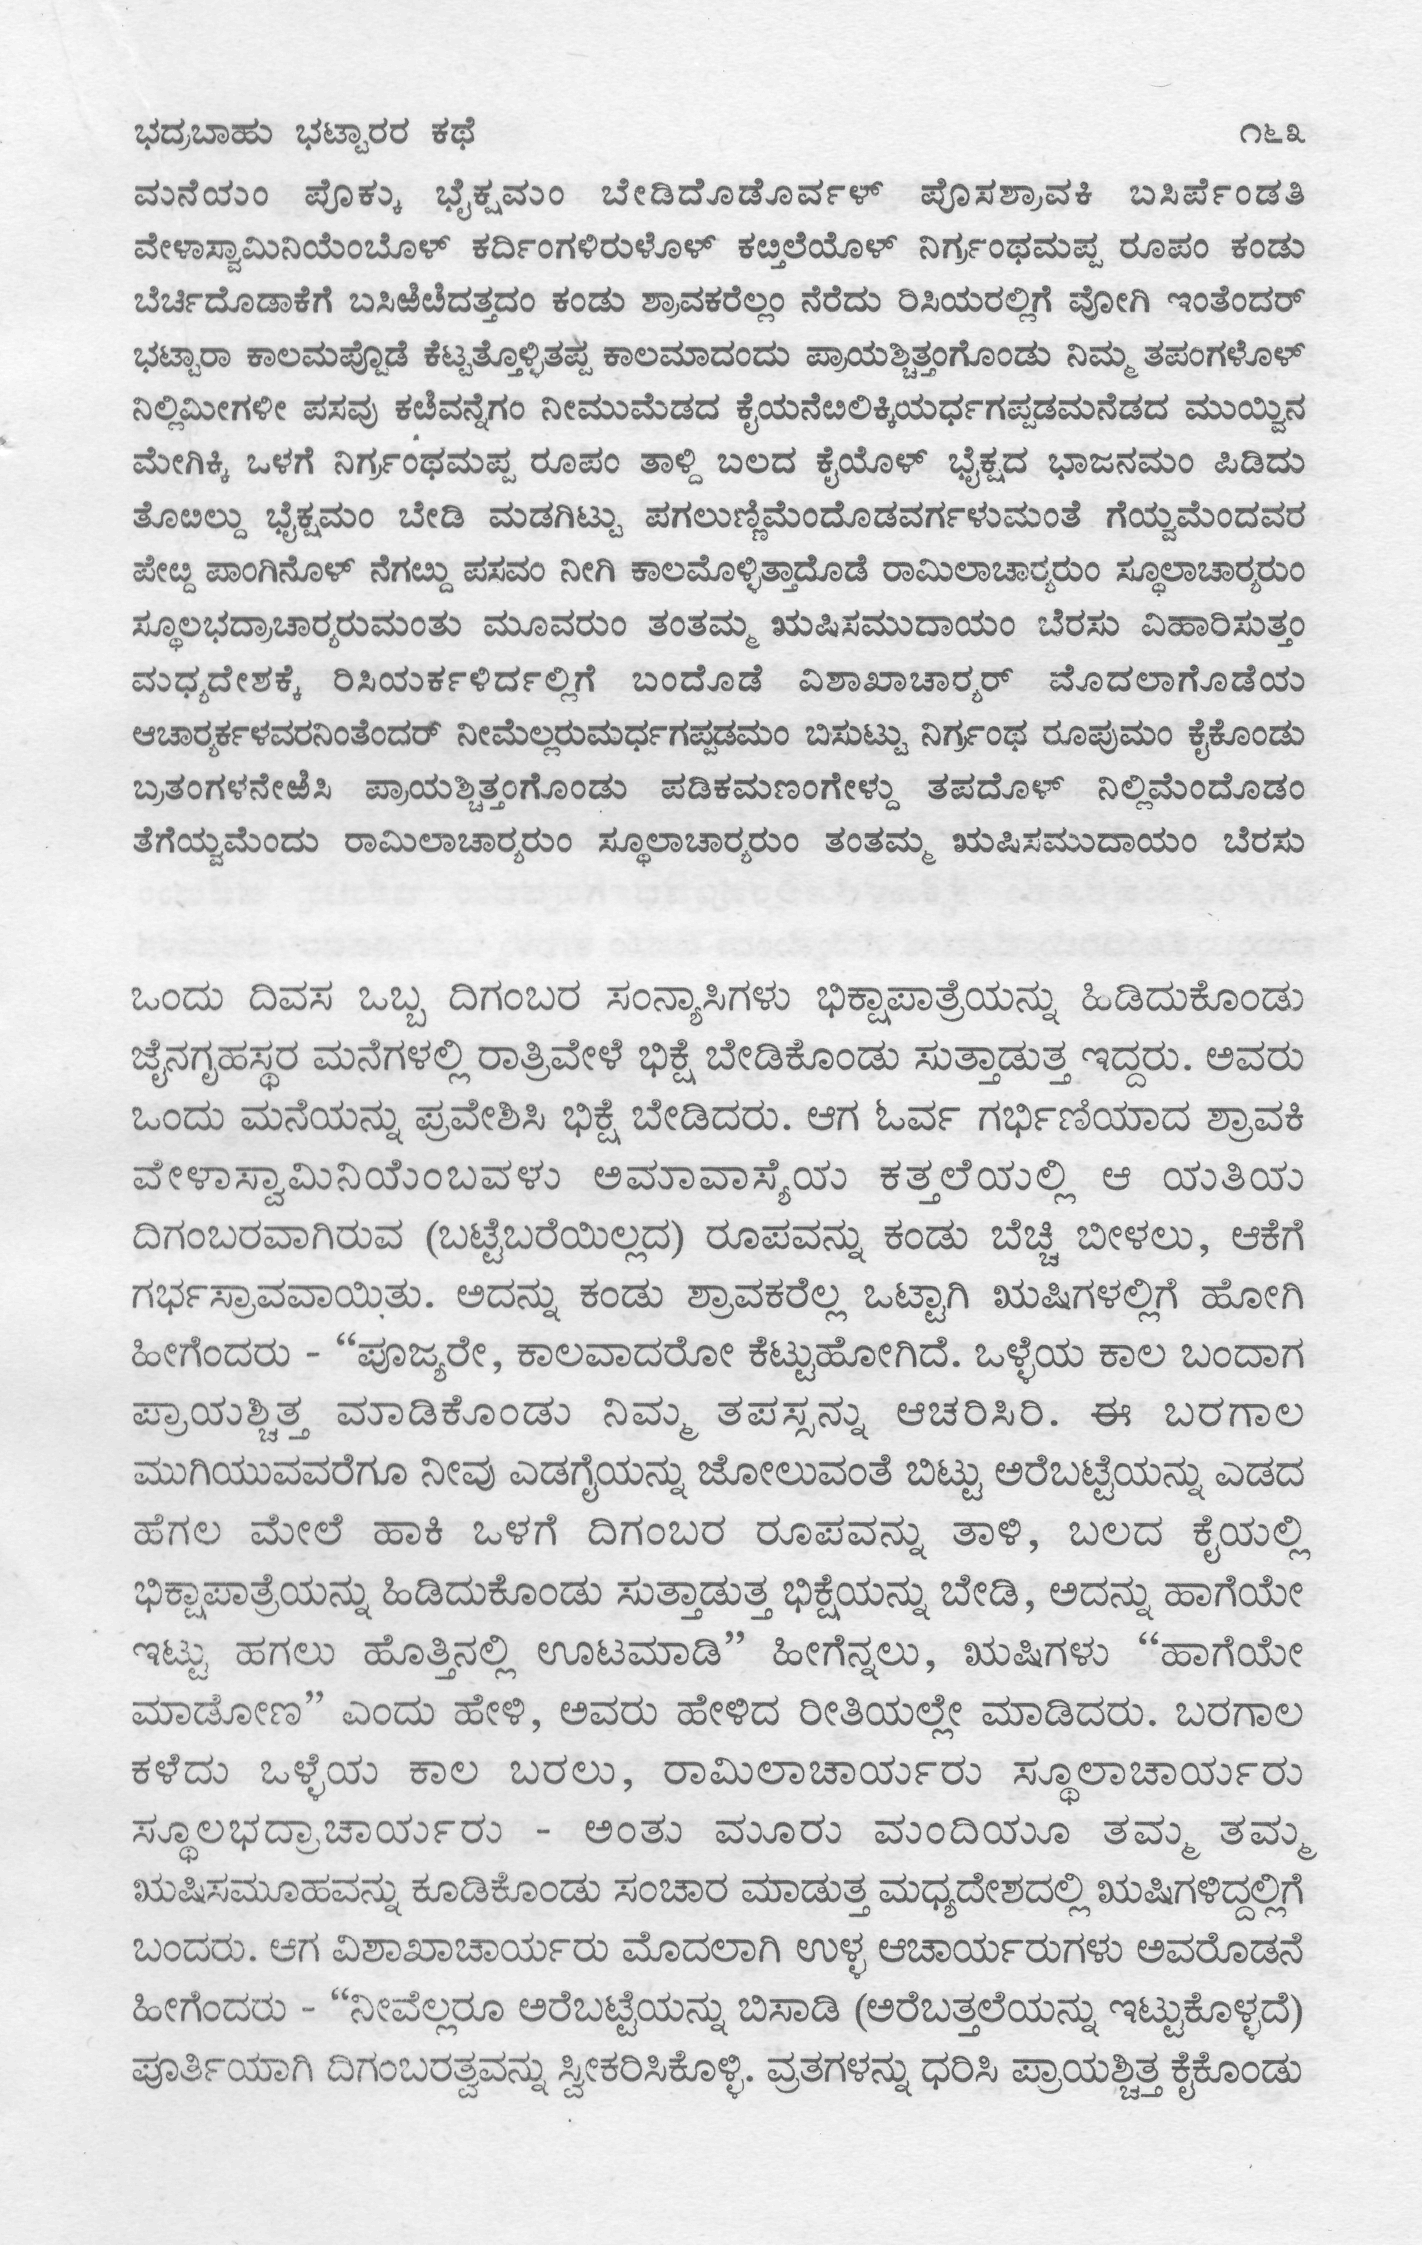 ಭದ್ರಬಾಹು ಭಟ್ಟಾರರ ಕಥೆ ೧೬೩
ಮನೆಯಂ ಪೊಕ್ಕು ಭೈಕ್ಷಮಂ ಬೇಡಿದೊಡೊರ್ವಳ್ ಪೊಸಶ್ರಾವಕಿ ಬಸಿರ್ಪೆಂಡತಿ
ವೇಳಾಸ್ವಾಮಿನಿಯೆಂಬೊಳ್ ಕರ್ದಿಂಗಳಿರುಳೊಳ್ ಕೞ್ತಲೆಯೊಳ್ ನಿರ್ಗ್ರಂಥಮಪ್ಪ ರೂಪಂ ಕಂಡು
ಬೆರ್ಚಿದೊಡಾಕೆಗೆ ಬಸಿಱೞಿದತ್ತದಂ ಕಂಡು ಶ್ರಾವಕರೆಲ್ಲಂ ನೆರೆದು ರಿಸಿಯರಲ್ಲಿಗೆ ವೋಗಿ ಇಂತೆಂದರ್
ಭಟ್ಟಾರಾ ಕಾಲಮಪ್ಪೊಡೆ ಕೆಟ್ಟತ್ತೊಳ್ಳಿತಪ್ಪ ಕಾಲಮಾದಂದು ಪ್ರಾಯಶ್ಚಿತ್ತಂಗೊಂಡು ನಿಮ್ಮ ತಪಂಗಳೊಳ್
ನಿಲ್ಲಿಮೀಗಳೀ ಪಸವು ಕೞಿವನ್ನೆಗಂ ನೀಮುಮೆಡದ ಕೈಯನೆೞಲಿಕ್ಕಿಯರ್ಧಗಪ್ಪಡಮನೆಡದ ಮುಯ್ವಿನ
ಮೇಗಿಕ್ಕಿ ಒಳಗೆ ನಿರ್ಗ್ರಂಥಮಪ್ಪ ರೂಪಂ ತಾಳ್ದಿ ಬಲದ ಕೈಯೊಳ್ ಭೈಕ್ಷದ ಭಾಜನಮಂ ಪಿಡಿದು
ತೊೞಲ್ದು ಭೈಕ್ಷಮಂ ಬೇಡಿ ಮಡಗಿಟ್ಟು ಪಗಲುಣ್ಣಿಮೆಂದೊಡವರ್ಗಳುಮಂತೆ ಗೆಯ್ವಮೆಂದವರ
ಪೇೞ್ದ ಪಾಂಗಿನೊಳ್ ನೆಗೞ್ದು ಪಸವಂ ನೀಗಿ ಕಾಲಮೊಳ್ಳಿತ್ತಾದೊಡೆ ರಾಮಿಲಾಚಾರ‍್ಯರುಂ ಸ್ಥೂಲಾಚಾರ‍್ಯರುಂ
ಸ್ಥೂಲಭದ್ರಾಚಾರ‍್ಯರುಮಂತು ಮೂವರುಂ ತಂತಮ್ಮ ಋಷಿಸಮುದಾಯಂ ಬೆರಸು ವಿಹಾರಿಸುತ್ತಂ
ಮಧ್ಯದೇಶಕ್ಕೆ ರಿಸಿಯರ್ಕಳಿರ್ದಲ್ಲಿಗೆ ಬಂದೊಡೆ ವಿಶಾಖಾಚಾರ‍್ಯರ್ ಮೊದಲಾಗೊಡೆಯ
ಆಚಾರ‍್ಯರ್ಕಳವರನಿಂತೆಂದರ್ ನೀಮೆಲ್ಲರುಮರ್ಧಗಪ್ಪಡಮಂ ಬಿಸುಟ್ಟು ನಿರ್ಗ್ರಂಥ ರೂಪುಮಂ ಕೈಕೊಂಡು
ಬ್ರತಂಗಳನೇಱಿಸಿ ಪ್ರಾಯಶ್ಚಿತ್ತಂಗೊಂಡು ಪಡಿಕಮಣಂಗೇಳ್ದು ತಪದೊಳ್ ನಿಲ್ಲಿಮೆಂದೊಡಂ
ತೆಗೆಯ್ವಮೆಂದು ರಾಮಿಲಾಚಾರ‍್ಯರುಂ ಸ್ಥೂಲಾಚಾರ‍್ಯರುಂ ತಂತಮ್ಮ ಋಷಿಸಮುದಾಯಂ ಬೆರಸು
ಒಂದು ದಿವಸ ಒಬ್ಬ ದಿಗಂಬರ ಸಂನ್ಯಾಸಿಗಳು ಭಿಕ್ಷಾಪಾತ್ರೆಯನ್ನು ಹಿಡಿದುಕೊಂಡು
ಜೈನಗೃಹಸ್ಥರ ಮನೆಗಳಲ್ಲಿ ರಾತ್ರಿವೇಳೆ ಭಿಕ್ಷೆ ಬೇಡಿಕೊಂಡು ಸುತ್ತಾಡುತ್ತ ಇದ್ದರು. ಅವರು
ಒಂದು ಮನೆಯನ್ನು ಪ್ರವೇಶಿಸಿ ಭಿಕ್ಷೆ ಬೇಡಿದರು. ಆಗ ಓರ್ವ ಗರ್ಭಿಣಿಯಾದ ಶ್ರಾವಕಿ
ವೇಳಾಸ್ವಾಮಿನಿಯೆಂಬವಳು ಅಮಾವಾಸ್ಯೆಯ ಕತ್ತಲೆಯಲ್ಲಿ ಆ ಯತಿಯ
ದಿಗಂಬರವಾಗಿರುವ (ಬಟ್ಟೆಬರೆಯಿಲ್ಲದ) ರೂಪವನ್ನು ಕಂಡು ಬೆಚ್ಚಿ ಬೀಳಲು, ಆಕೆಗೆ
ಗರ್ಭಸ್ರಾವವಾಯಿತು. ಅದನ್ನು ಕಂಡು ಶ್ರಾವಕರೆಲ್ಲ ಒಟ್ಟಾಗಿ ಋಷಿಗಳಲ್ಲಿಗೆ ಹೋಗಿ
ಹೀಗೆಂದರು - “ಪೂಜ್ಯರೇ, ಕಾಲವಾದರೋ ಕೆಟ್ಟುಹೋಗಿದೆ. ಒಳ್ಳೆಯ ಕಾಲ ಬಂದಾಗ
ಪ್ರಾಯಶ್ಚಿತ್ತ ಮಾಡಿಕೊಂಡು ನಿಮ್ಮ ತಪಸ್ಸನ್ನು ಆಚರಿಸಿರಿ. ಈ ಬರಗಾಲ
ಮುಗಿಯುವವರೆಗೂ ನೀವು ಎಡಗೈಯನ್ನು ಜೋಲುವಂತೆ ಬಿಟ್ಟು ಅರೆಬಟ್ಟೆಯನ್ನು ಎಡದ
ಹೆಗಲ ಮೇಲೆ ಹಾಕಿ ಒಳಗೆ ದಿಗಂಬರ ರೂಪವನ್ನು ತಾಳಿ, ಬಲದ ಕೈಯಲ್ಲಿ
ಭಿಕ್ಷಾಪಾತ್ರೆಯನ್ನು ಹಿಡಿದುಕೊಂಡು ಸುತ್ತಾಡುತ್ತ ಭಿಕ್ಷೆಯನ್ನು ಬೇಡಿ, ಅದನ್ನು ಹಾಗೆಯೇ
ಇಟ್ಟು ಹಗಲು ಹೊತ್ತಿನಲ್ಲಿ ಊಟಮಾಡಿ” ಹೀಗೆನ್ನಲು, ಋಷಿಗಳು “ಹಾಗೆಯೇ
ಮಾಡೋಣ” ಎಂದು ಹೇಳಿ, ಅವರು ಹೇಳಿದ ರೀತಿಯಲ್ಲೇ ಮಾಡಿದರು. ಬರಗಾಲ
ಕಳೆದು ಒಳ್ಳೆಯ ಕಾಲ ಬರಲು, ರಾಮಿಲಾಚಾರ್ಯರು ಸ್ಥೂಲಾಚಾರ್ಯರು
ಸ್ಥೂಲಭದ್ರಾಚಾರ್ಯರು - ಅಂತು ಮೂರು ಮಂದಿಯೂ ತಮ್ಮ ತಮ್ಮ
ಋಷಿಸಮೂಹವನ್ನು ಕೂಡಿಕೊಂಡು ಸಂಚಾರ ಮಾಡುತ್ತ ಮಧ್ಯದೇಶದಲ್ಲಿ ಋಷಿಗಳಿದ್ದಲ್ಲಿಗೆ
ಬಂದರು. ಆಗ ವಿಶಾಖಾಚಾರ್ಯರು ಮೊದಲಾಗಿ ಉಳ್ಳ ಆಚಾರ್ಯರುಗಳು ಅವರೊಡನೆ
ಹೀಗೆಂದರು - “ನೀವೆಲ್ಲರೂ ಅರೆಬಟ್ಟೆಯನ್ನು ಬಿಸಾಡಿ (ಅರೆಬತ್ತಲೆಯನ್ನು ಇಟ್ಟುಕೊಳ್ಳದೆ)
ಪೂರ್ತಿಯಾಗಿ ದಿಗಂಬರತ್ವವನ್ನು ಸ್ವೀಕರಿಸಿಕೊಳ್ಳಿ. ವ್ರತಗಳನ್ನು ಧರಿಸಿ ಪ್ರಾಯಶ್ಚಿತ್ತ ಕೈಕೊಂಡು